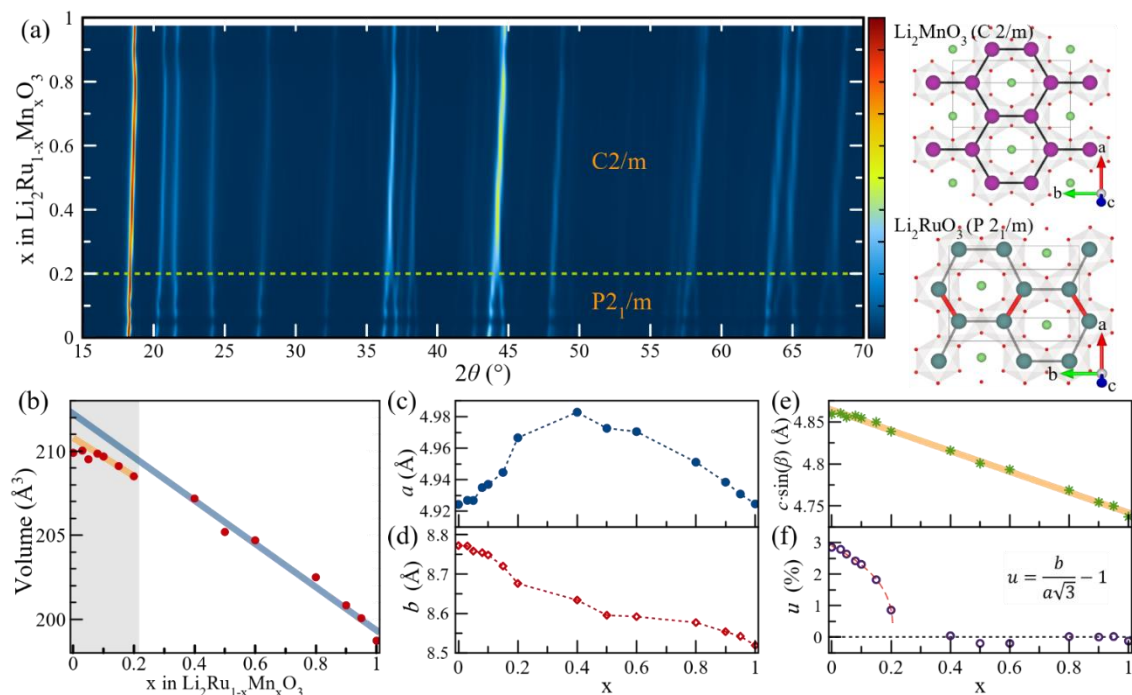 (a)
x in Li₂Ru₁₋ₓMnₓO₃
1
0.8
0.6
0.4
0.2
0
C2/m
P2₁/m
15 20 25 30 35 40 45 50 55 60 65 70
2θ (°)
Li₂MnO₃ (C 2/m)
a
b
c
Li₂RuO₃ (P 2₁/m)
a
b
c
(b)
Volume (Å³)
210
205
200
0 0.2 0.4 0.6 0.8 1
x in Li₂Ru₁₋ₓMnₓO₃
(c)
a (Å)
4.98
4.96
4.94
4.92
(d)
b (Å)
8.8
8.7
8.6
8.5
0 0.2 0.4 0.6 0.8 1
x
(e)
c·sin(β) (Å)
4.85
4.8
4.75
(f)
u (%)
3
2
1
0
u = b / a√3 − 1
0 0.2 0.4 0.6 0.8 1
x